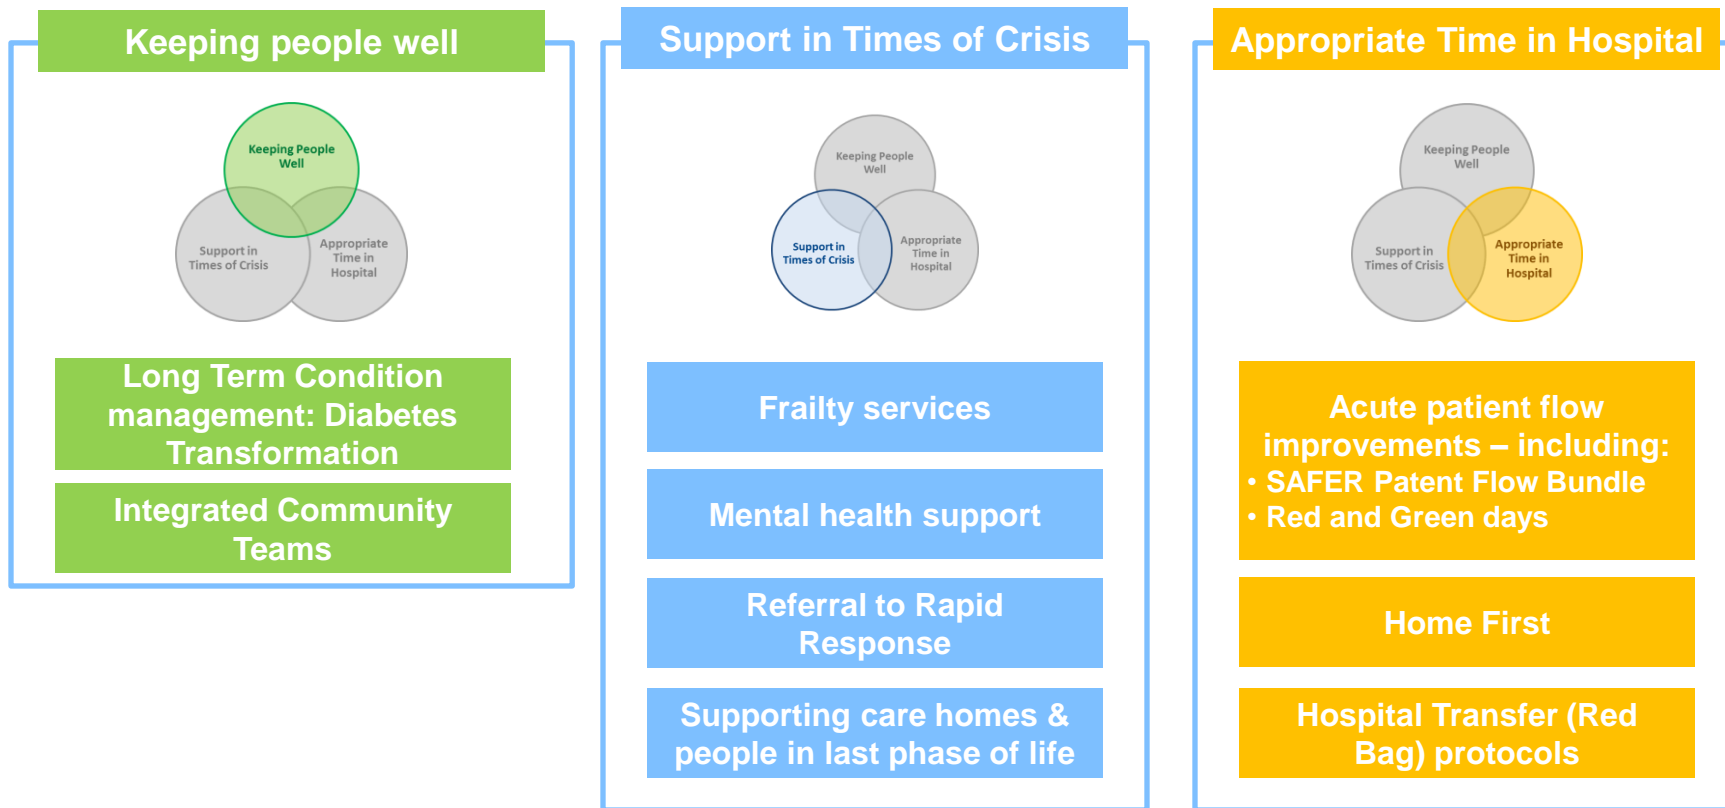 Keeping people well
Keeping People
Well
Support in
Times of Crisis
Appropriate
Time in
Hospital
Long Term Condition
management: Diabetes
Transformation
Integrated Community
Teams
Support in Times of Crisis
Keeping People
Well
Support in
Times of Crisis
Appropriate
Time in
Hospital
Frailty services
Mental health support
Referral to Rapid
Response
Supporting care homes &
people in last phase of life
Appropriate Time in Hospital
Keeping People
Well
Support in
Times of Crisis
Appropriate
Time in
Hospital
Acute patient flow
improvements – including:
• SAFER Patent Flow Bundle
• Red and Green days
Home First
Hospital Transfer (Red
Bag) protocols